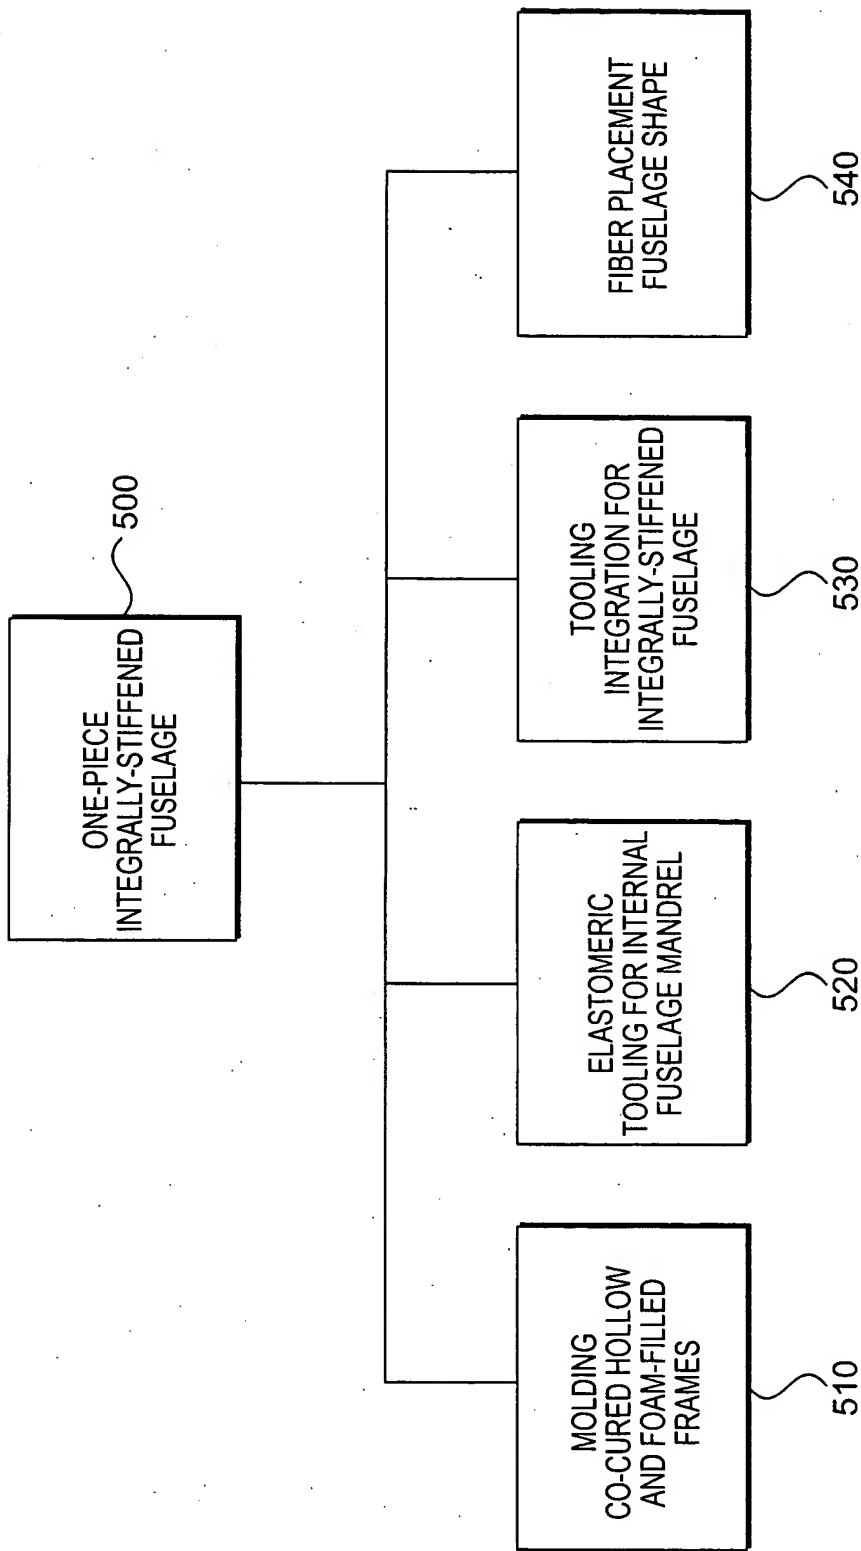 ONE-PIECE
INTEGRALLY-STIFFENED
FUSELAGE
500
MOLDING
CO-CURED HOLLOW
AND FOAM-FILLED
FRAMES
510
ELASTOMERIC
TOOLING FOR INTERNAL
FUSELAGE MANDREL
520
TOOLING
INTEGRATION FOR
INTEGRALLY-STIFFENED
FUSELAGE
530
FIBER PLACEMENT
FUSELAGE SHAPE
540